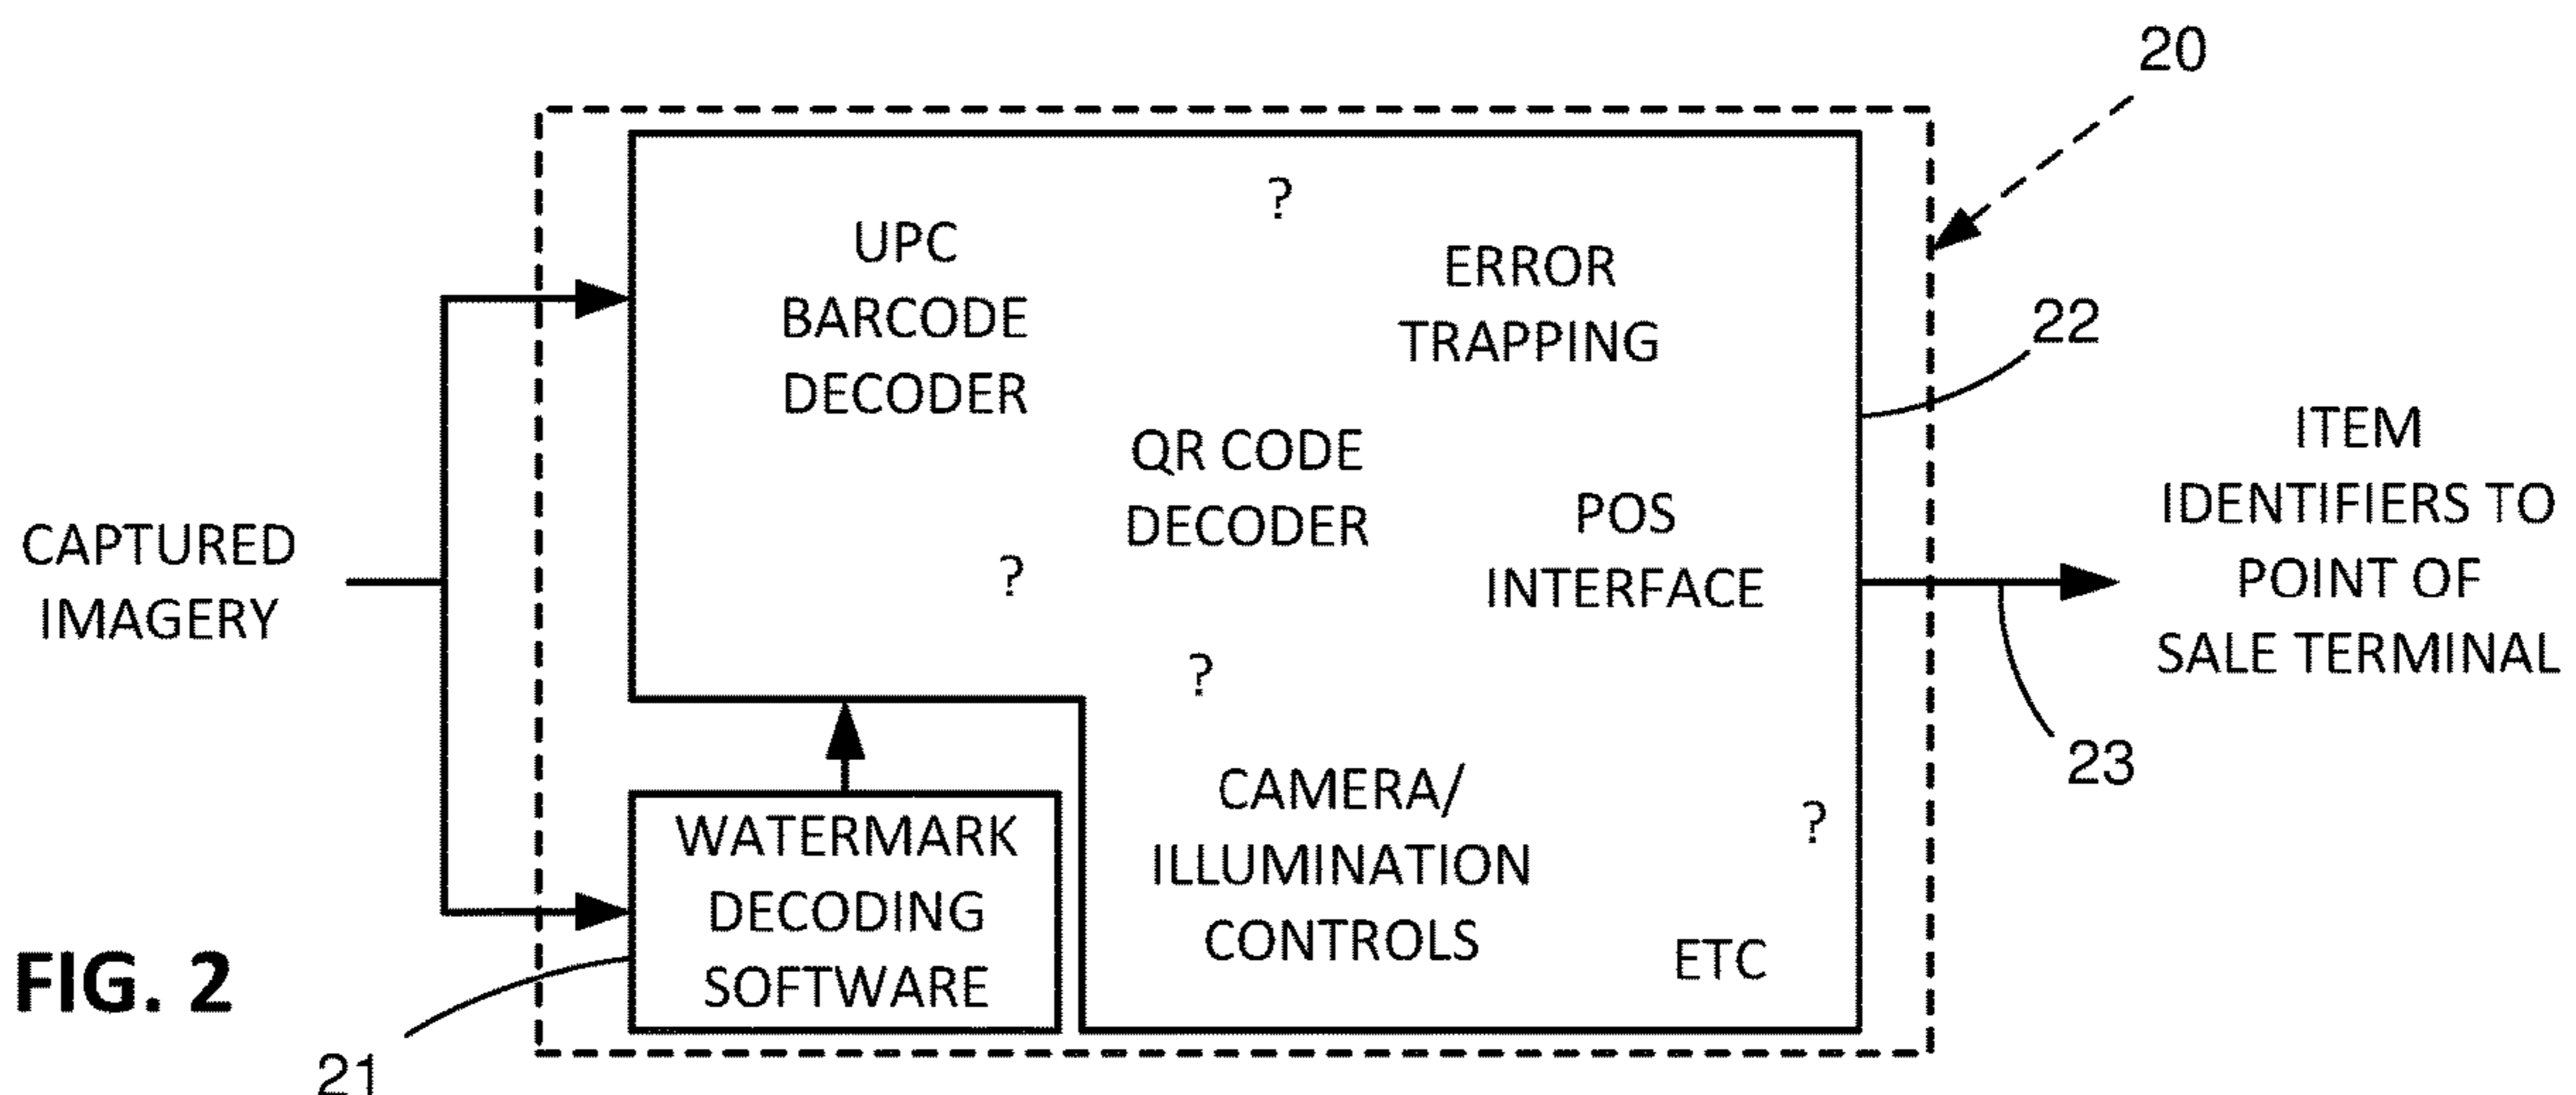 20
?
UPC
BARCODE
DECODER
ERROR
TRAPPING
22
QR CODE
DECODER
POS
INTERFACE
?
?
CAPTURED
IMAGERY
ITEM
IDENTIFIERS TO
POINT OF
SALE TERMINAL
23
WATERMARK
DECODING
SOFTWARE
CAMERA/
ILLUMINATION
CONTROLS
?
ETC
FIG. 2
21